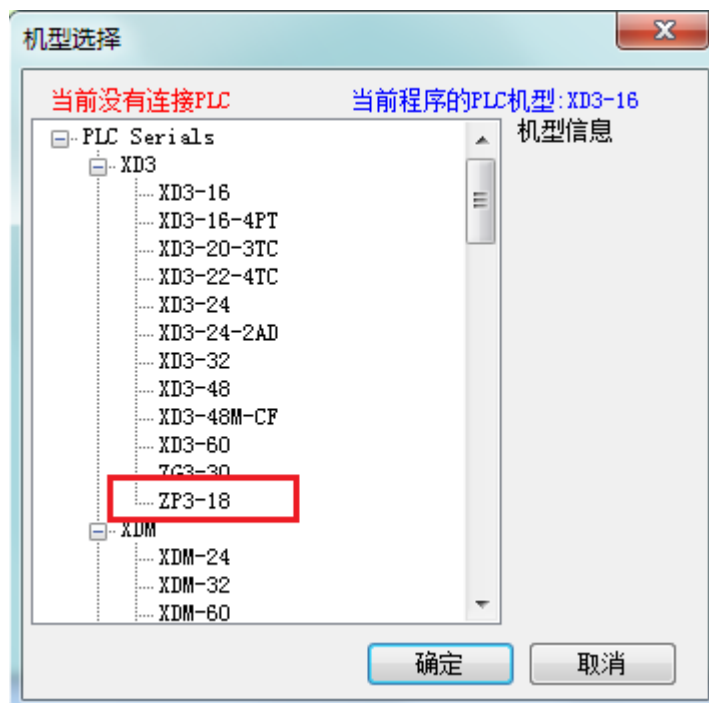 机型选择
当前没有连接PLC 当前程序的PLC机型:XD3-16
PLC Serials 机型信息
XD3
XD3-16
XD3-16-4PT
XD3-20-3TC
XD3-22-4TC
XD3-24
XD3-24-2AD
XD3-32
XD3-48
XD3-48M-CF
XD3-60
ZG3-30
ZP3-18
XDM
XDM-24
XDM-32
XDM-60
确定 取消